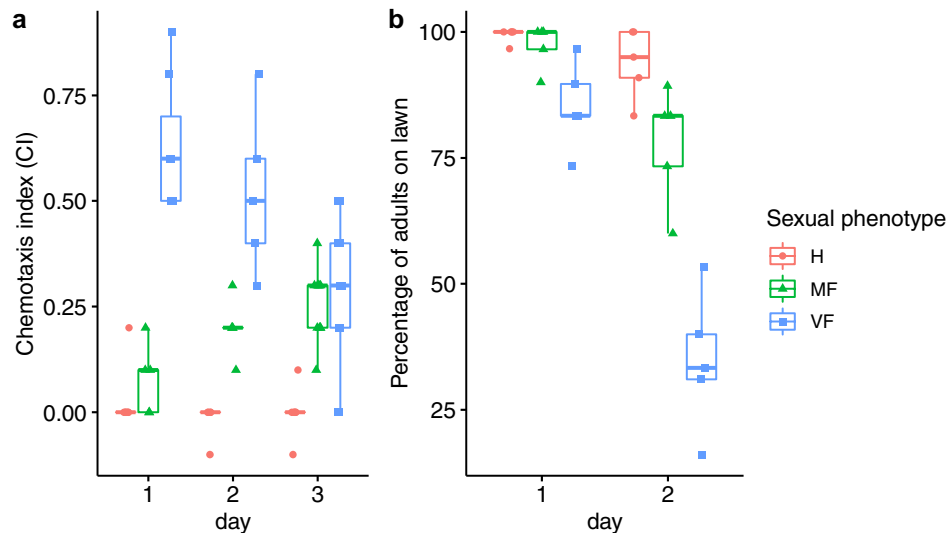 a
Chemotaxis index (CI)
0.75
0.50
0.25
0.00
1 2 3
day
b
Percentage of adults on lawn
100
75
50
25
1 2
day
Sexual phenotype
H
MF
VF